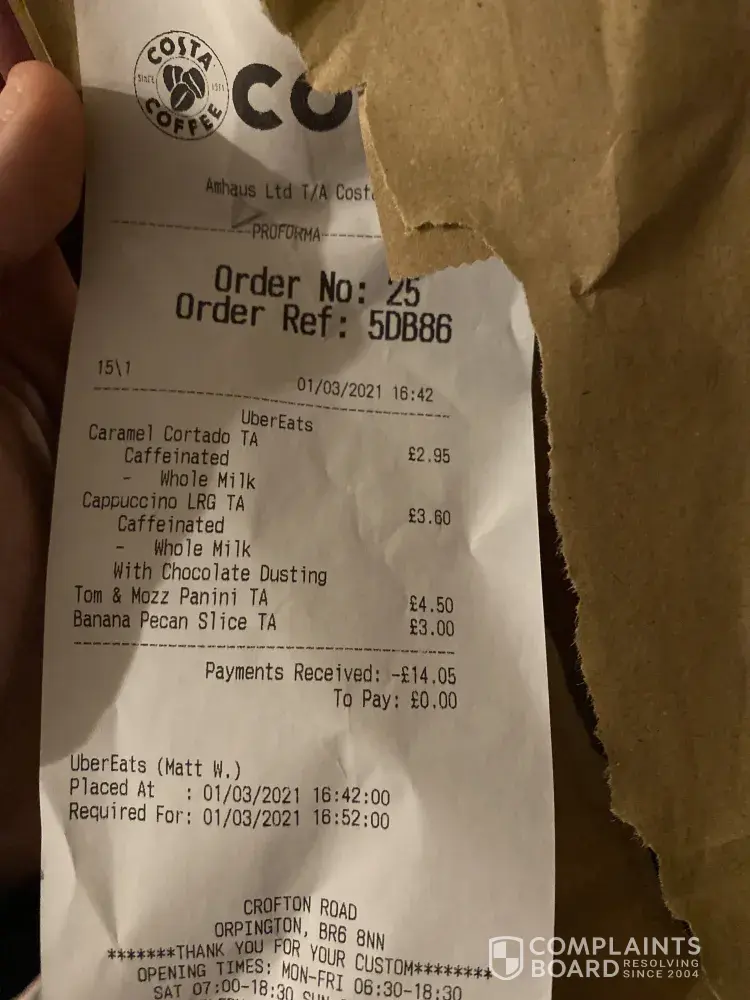 COSTA
SINCE 1971
COFFEE
CO
Amhaus Ltd T/A Costa
PROFORMA
Order No: 25
Order Ref: 5DB86
15\1
01/03/2021 16:42
UberEats
Caramel Cortado TA £2.95
Caffeinated
- Whole Milk
Cappuccino LRG TA £3.60
Caffeinated
- Whole Milk
With Chocolate Dusting
Tom & Mozz Panini TA £4.50
Banana Pecan Slice TA £3.00
Payments Received: -£14.05
To Pay: £0.00
UberEats (Matt W.)
Placed At : 01/03/2021 16:42:00
Required For: 01/03/2021 16:52:00
CROFTON ROAD
ORPINGTON, BR6 8NN
*******THANK YOU FOR YOUR CUSTOM********
OPENING TIMES: MON-FRI 06:30-18:30
SAT 07:00-18:30 SUN
COMPLAINTS
BOARD RESOLVING
SINCE 2004